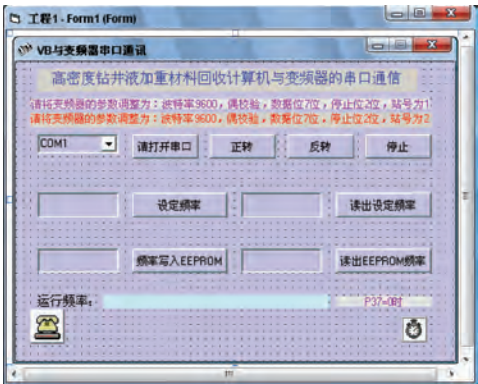 工程1 - Form1 (Form)
VB与变频器串口通讯
高密度钻井液加重材料回收计算机与变频器的串口通信
请将变频器的参数调整为：波特率9600，偶校验，数据位7位，停止位2位，站号为1
请将变频器的参数调整为：波特率9600，偶校验，数据位7位，停止位2位，站号为2
COM1 请打开串口 正转 反转 停止
设定频率 读出设定频率
频率写入EEPROM 读出EEPROM频率
运行频率： P37=0时